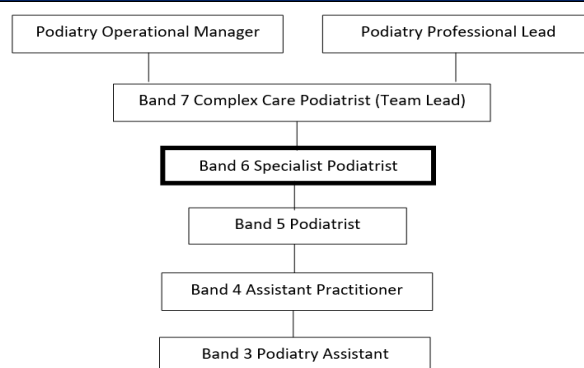 Podiatry Operational Manager
Podiatry Professional Lead
Band 7 Complex Care Podiatrist (Team Lead)
Band 6 Specialist Podiatrist
Band 5 Podiatrist
Band 4 Assistant Practitioner
Band 3 Podiatry Assistant